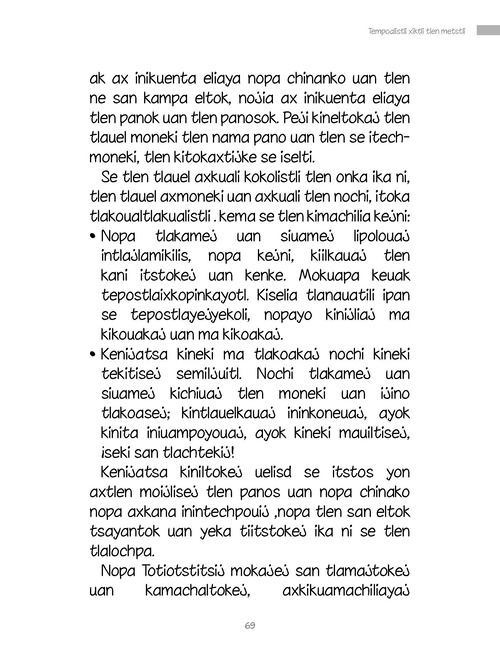 Tempoalistli xiktli tlen metstli
ak ax inikuenta eliaya nopa chinanko uan tlen
ne san kampa eltok, nojia ax inikuenta eliaya
tlen panok uan tlen panosok. Peji kineltokaj tlen
tlauel moneki tlen nama pano uan tlen se itech-
moneki, tlen kitokaxtijke se iselti.
Se tlen tlauel axkuali kokolistli tlen onka ika ni,
tlen tlauel axmoneki uan axkuali tlen nochi, itoka
tlakoualtlakualistli . kema se tlen kimachilia kejni:
• Nopa tlakamej uan siuamej lipolouaj
intlajlamikilis, nopa kejni, kiilkauaj tlen
kani itstokej uan kenke. Mokuapa keuak
tepostlaixkopinkayotl. Kiselia tlanauatili ipan
se tepostlayejyekoli, nopayo kinijliaj ma
kikouakaj uan ma kikoakaj.
• Kenijatsa kineki ma tlakoakaj nochi kineki
tekitisej semiljuitl. Nochi tlakamej uan
siuamej kichiuaj tlen moneki uan ijino
tlakoasej; kintlauelkauaj ininkoneuaj, ayok
kinita iniuampoyouaj, ayok kineki mauiltisej,
iseki san tlachtekij!
Kenijatsa kiniltokej uelisd se itstos yon
axtlen moijlisej tlen panos uan nopa chinako
nopa axkana inintechpouij ,nopa tlen san eltok
tsayantok uan yeka tiitstokej ika ni se tlen
tlalochpa.
Nopa Totiotstitsij mokajej san tlamajtokej
uan kamachaltokej, axkikuamachiliayaj
69